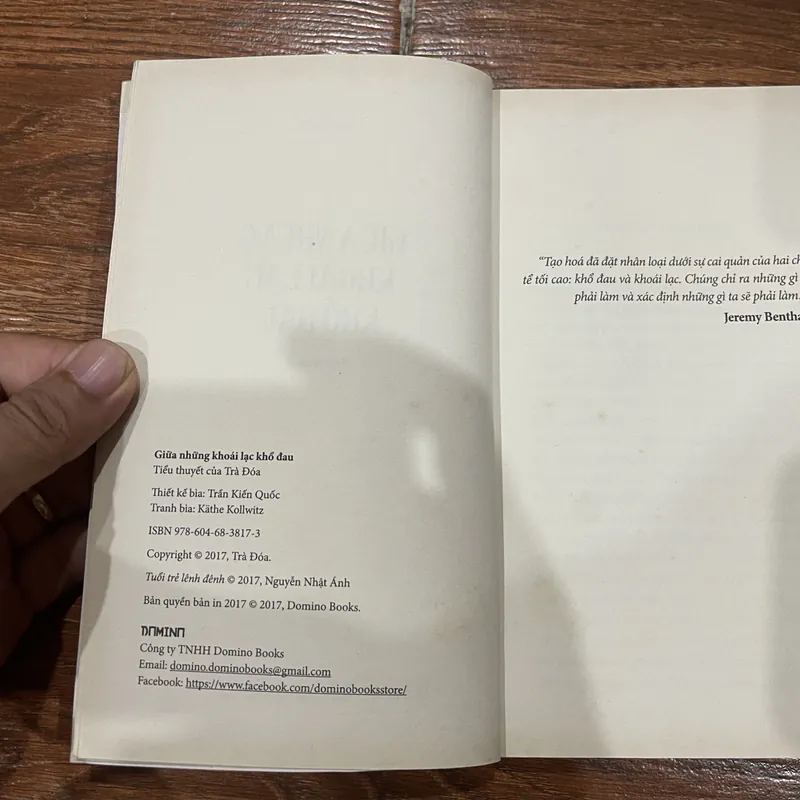 Giữa những khoái lạc khổ đau
Tiểu thuyết của Trà Đóa
Thiết kế bìa: Trần Kiến Quốc
Tranh bìa: Käthe Kollwitz
ISBN 978-604-68-3817-3
Copyright © 2017, Trà Đóa.
Tuổi trẻ lênh đênh © 2017, Nguyễn Nhật Ánh
Bản quyền bản in 2017 © 2017, Domino Books.
DOMINO
Công ty TNHH Domino Books
Email: domino.dominobooks@gmail.com
Facebook: https://www.facebook.com/dominobooksstore/
“Tạo hoá đã đặt nhân loại dưới sự cai quản của hai
tể tối cao: khổ đau và khoái lạc. Chúng chỉ ra những gì
phải làm và xác định những gì ta sẽ phải làm.
Jeremy